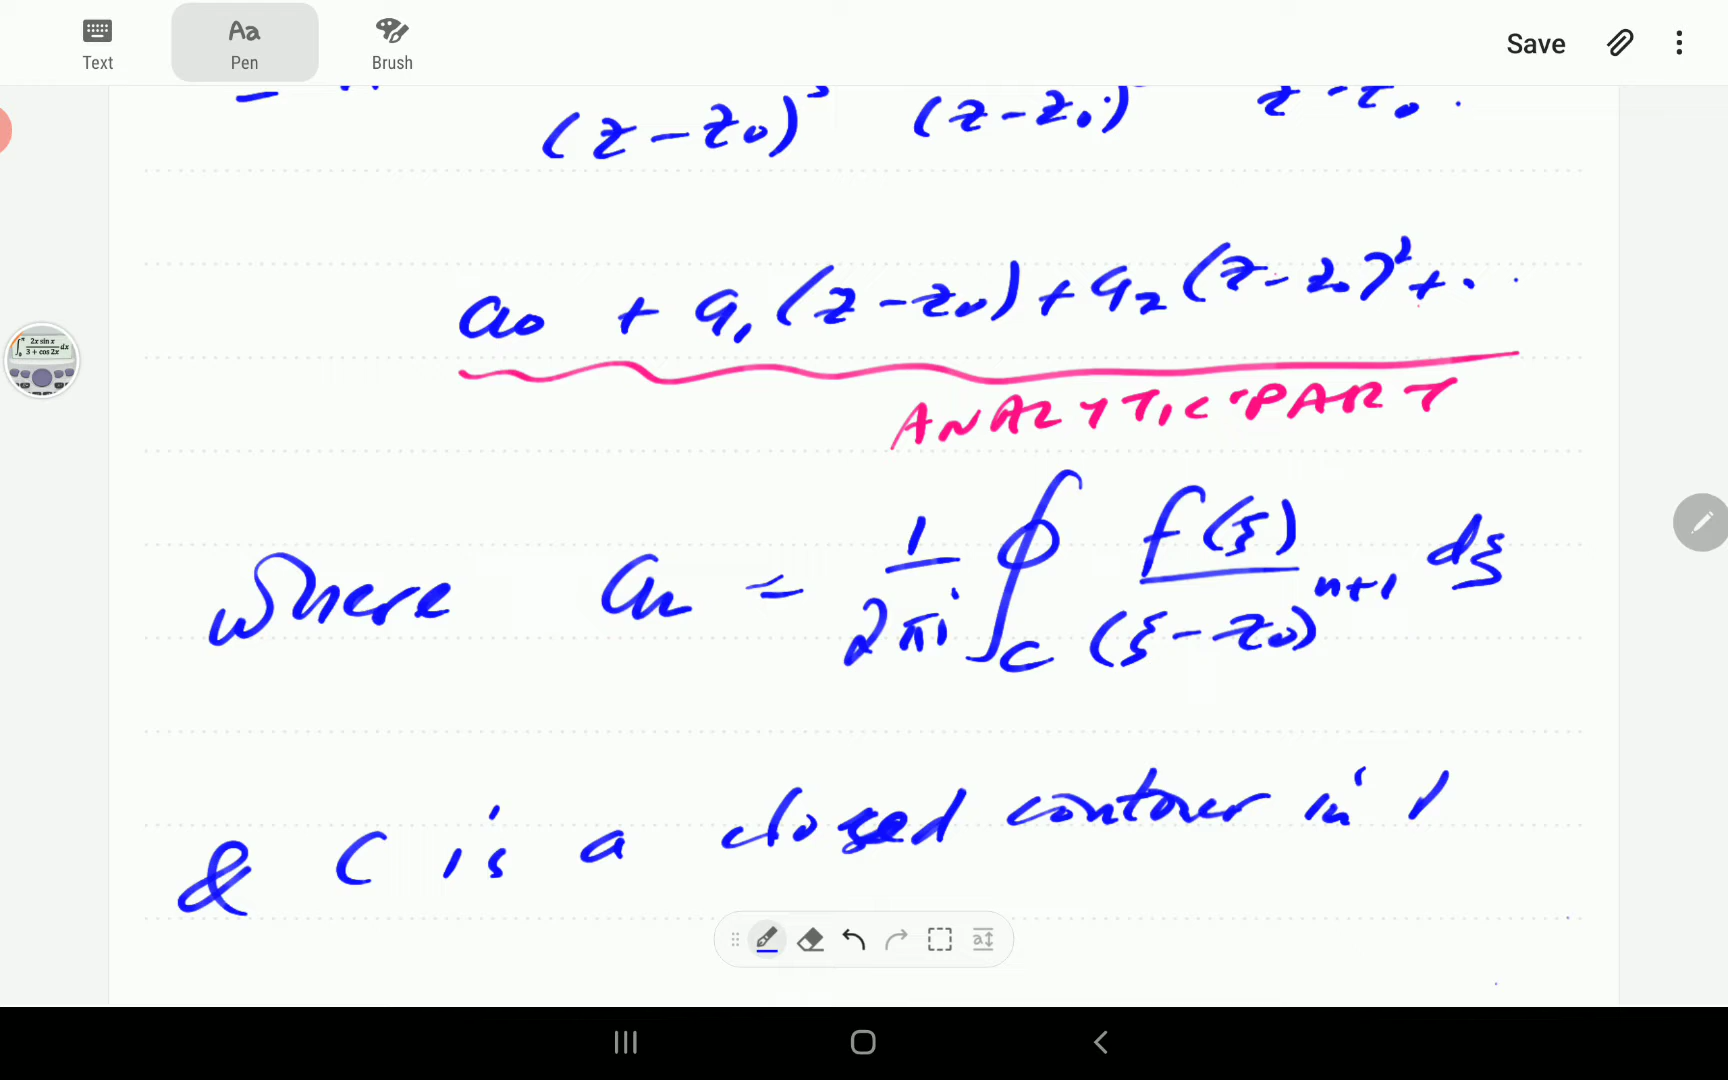 Text Pen Brush Save
(z-z₀)³ (z-z₀)² z-z₀
a₀ + a₁(z-z₀) + a₂(z-z₀)² + ...
ANALYTIC PART
where aₙ = 1/2πi ∮_C f(ξ)/(ξ-z₀)ⁿ⁺¹ dξ
& C is a closed contour in